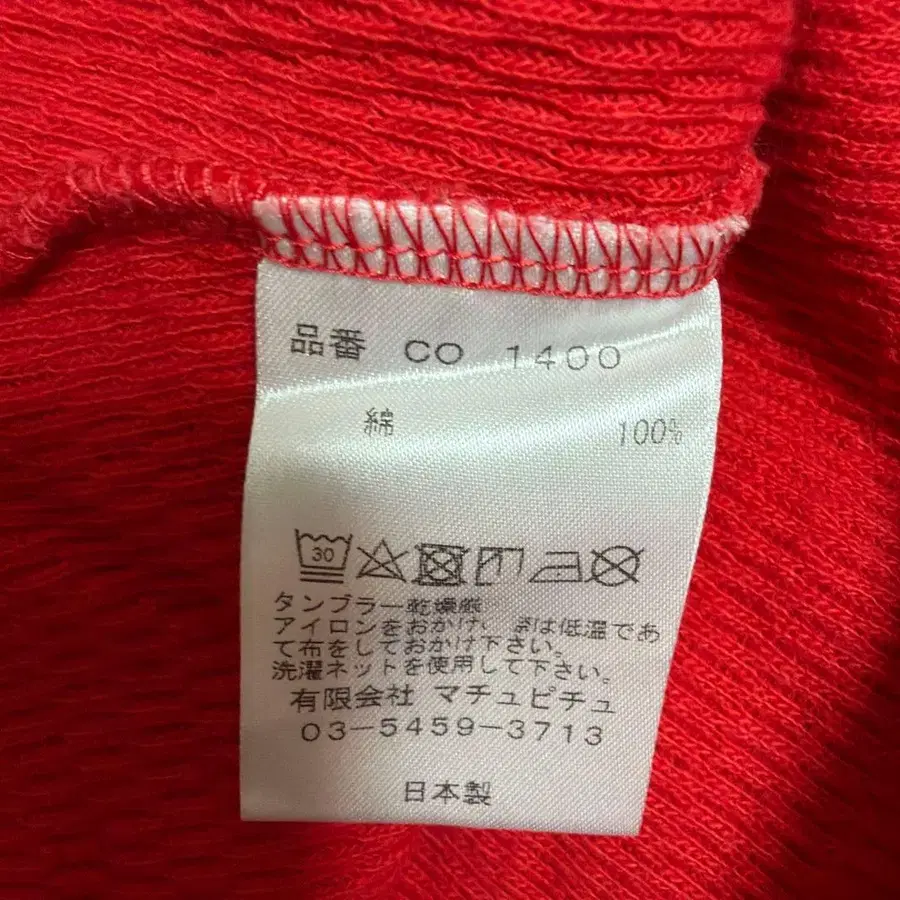 品番 CO 1400
綿 100%
30
タンブラー乾燥厳
アイロンをおかけ 際は低温であ
て布をしておかけ下さい。
洗濯ネットを使用して下さい。
有限会社 マチュピチュ
03-5459-3713
日本製